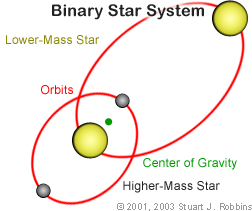 Binary Star System
Lower-Mass Star
Orbits
Center of Gravity
Higher-Mass Star
© 2001, 2003 Stuart J. Robbins